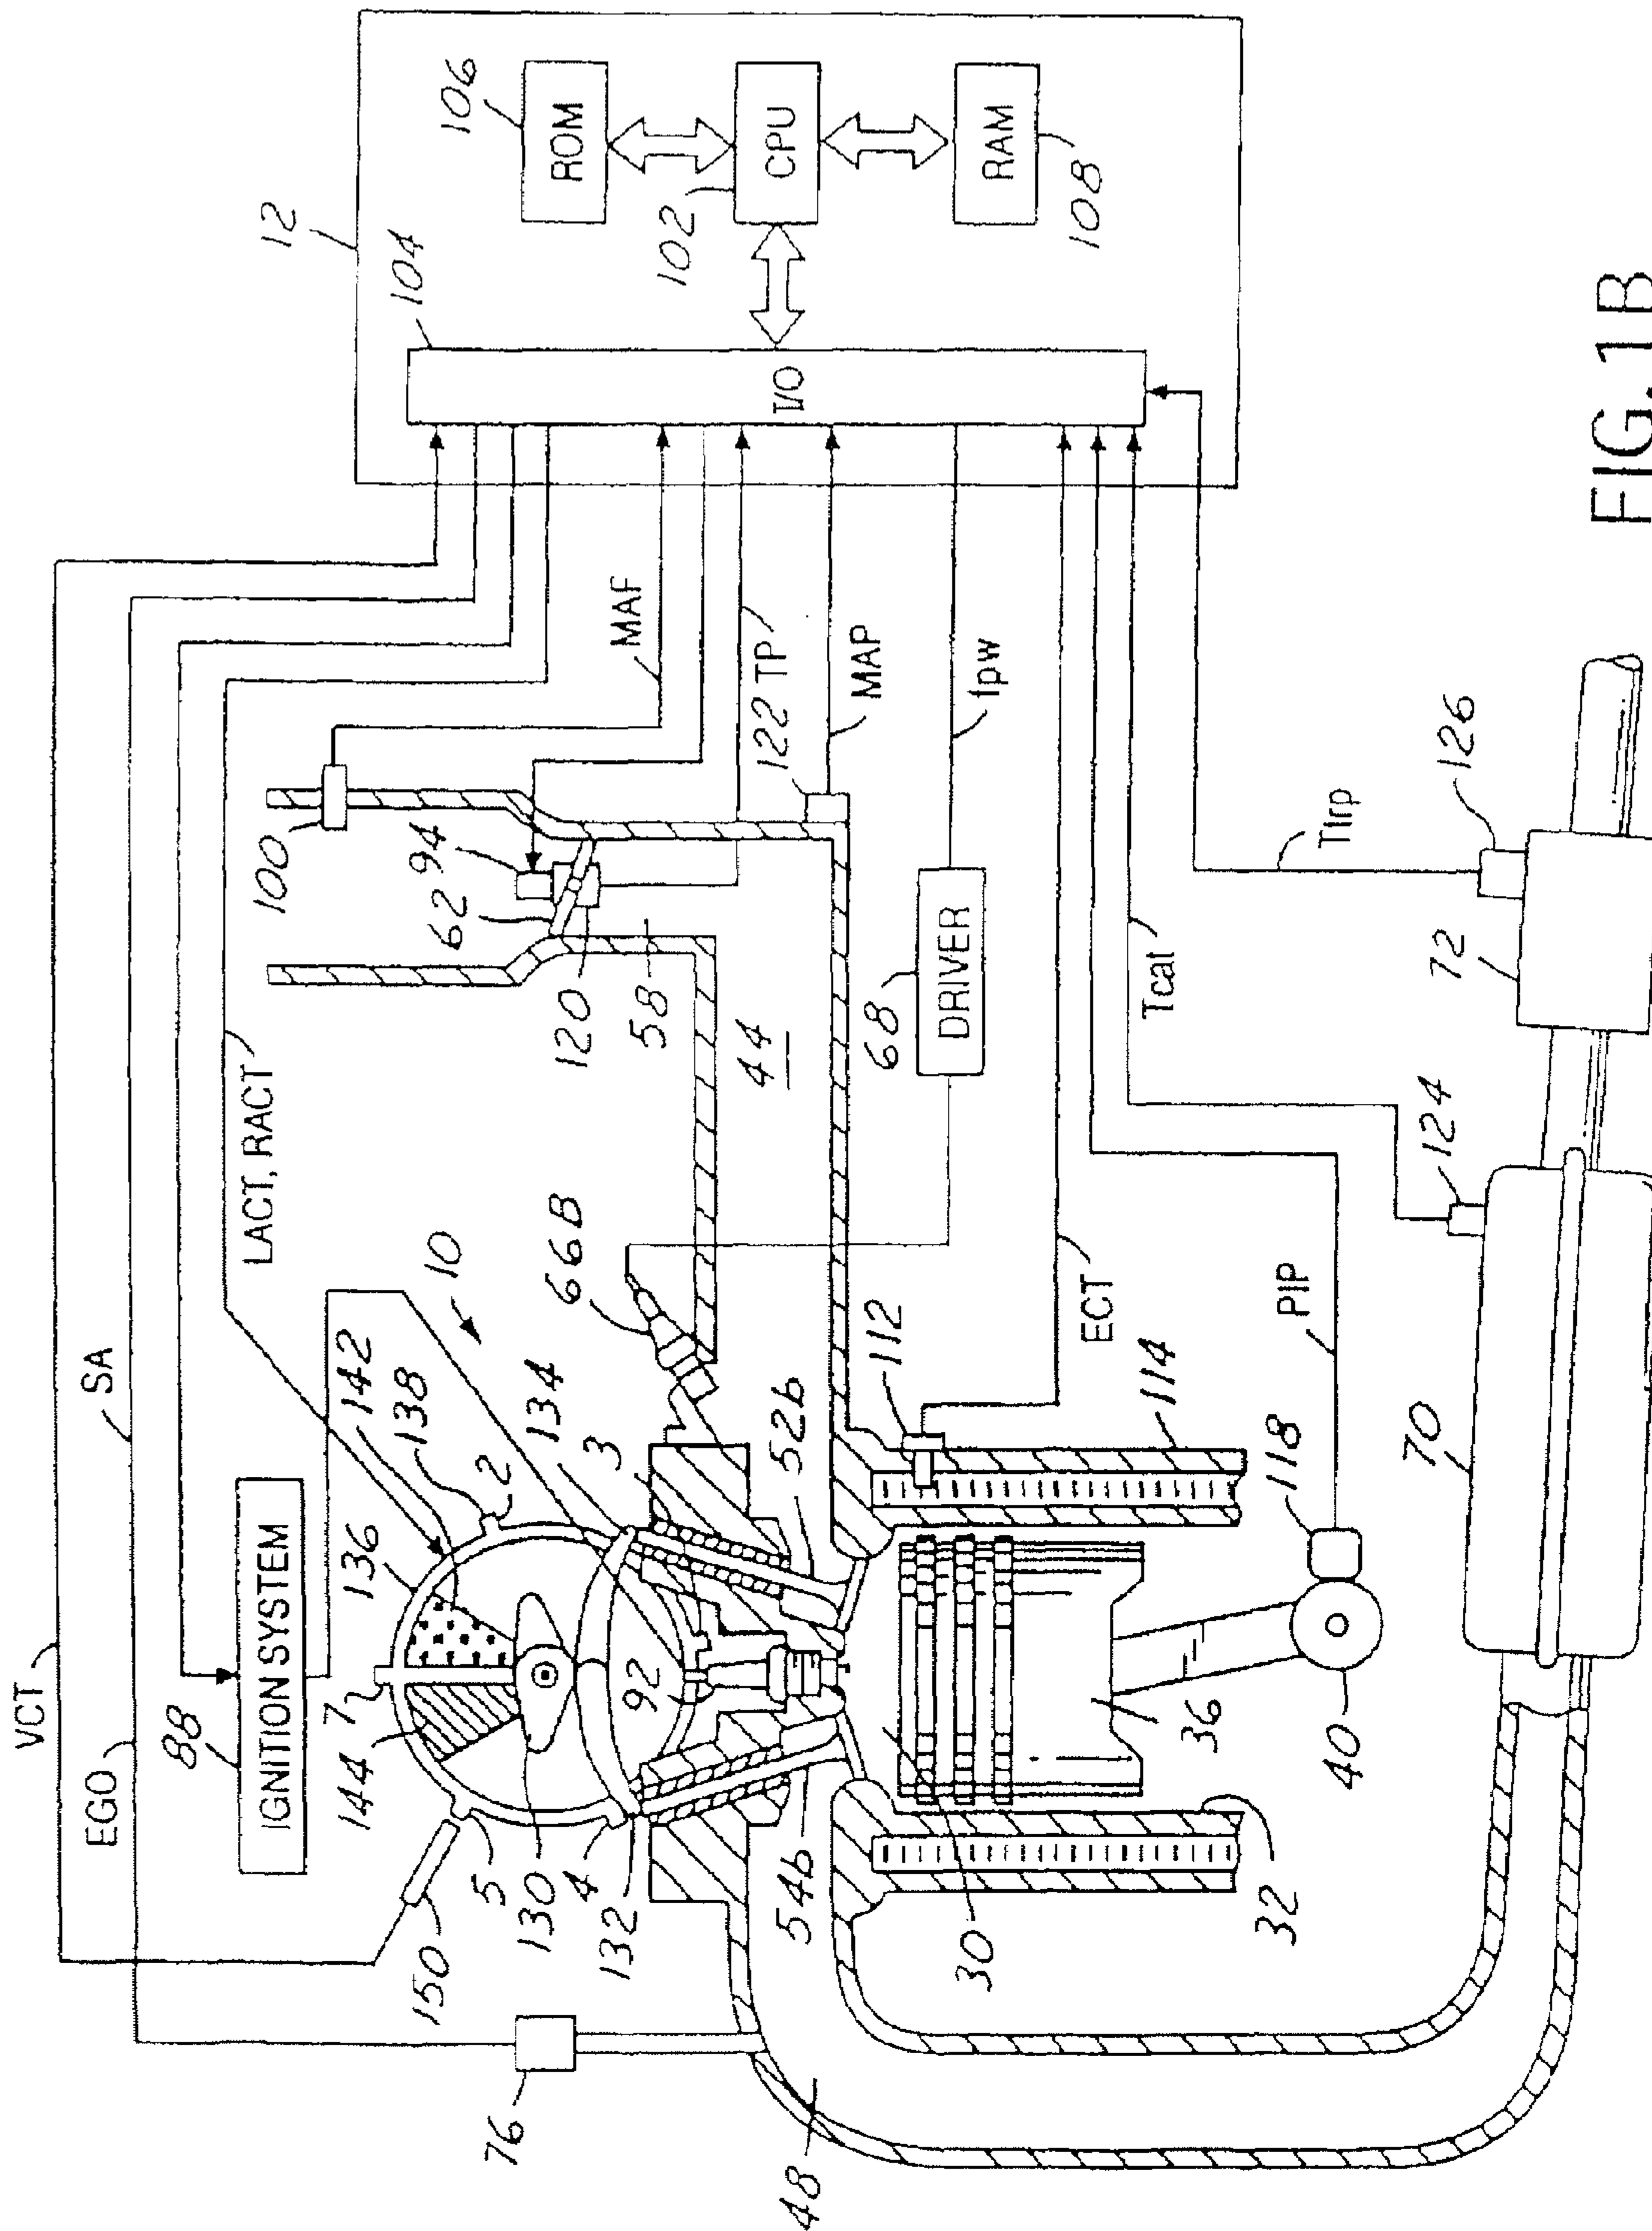 VCT
EGO
SA
88
IGNITION SYSTEM
LACT, RACT
12
104
106
ROM
102
CPU
RAM
108
I/O
MAF
TP
MAP
fpw
100
94
62
120
58
122
44
68
DRIVER
66B
10
142
138
2
136
7
144
150
5
130
4
132
134
3
92
52b
54b
76
48
30
32
36
40
112
114
ECT
118
PIP
70
124
Tcat
72
126
Ttrp
FIG. 1B